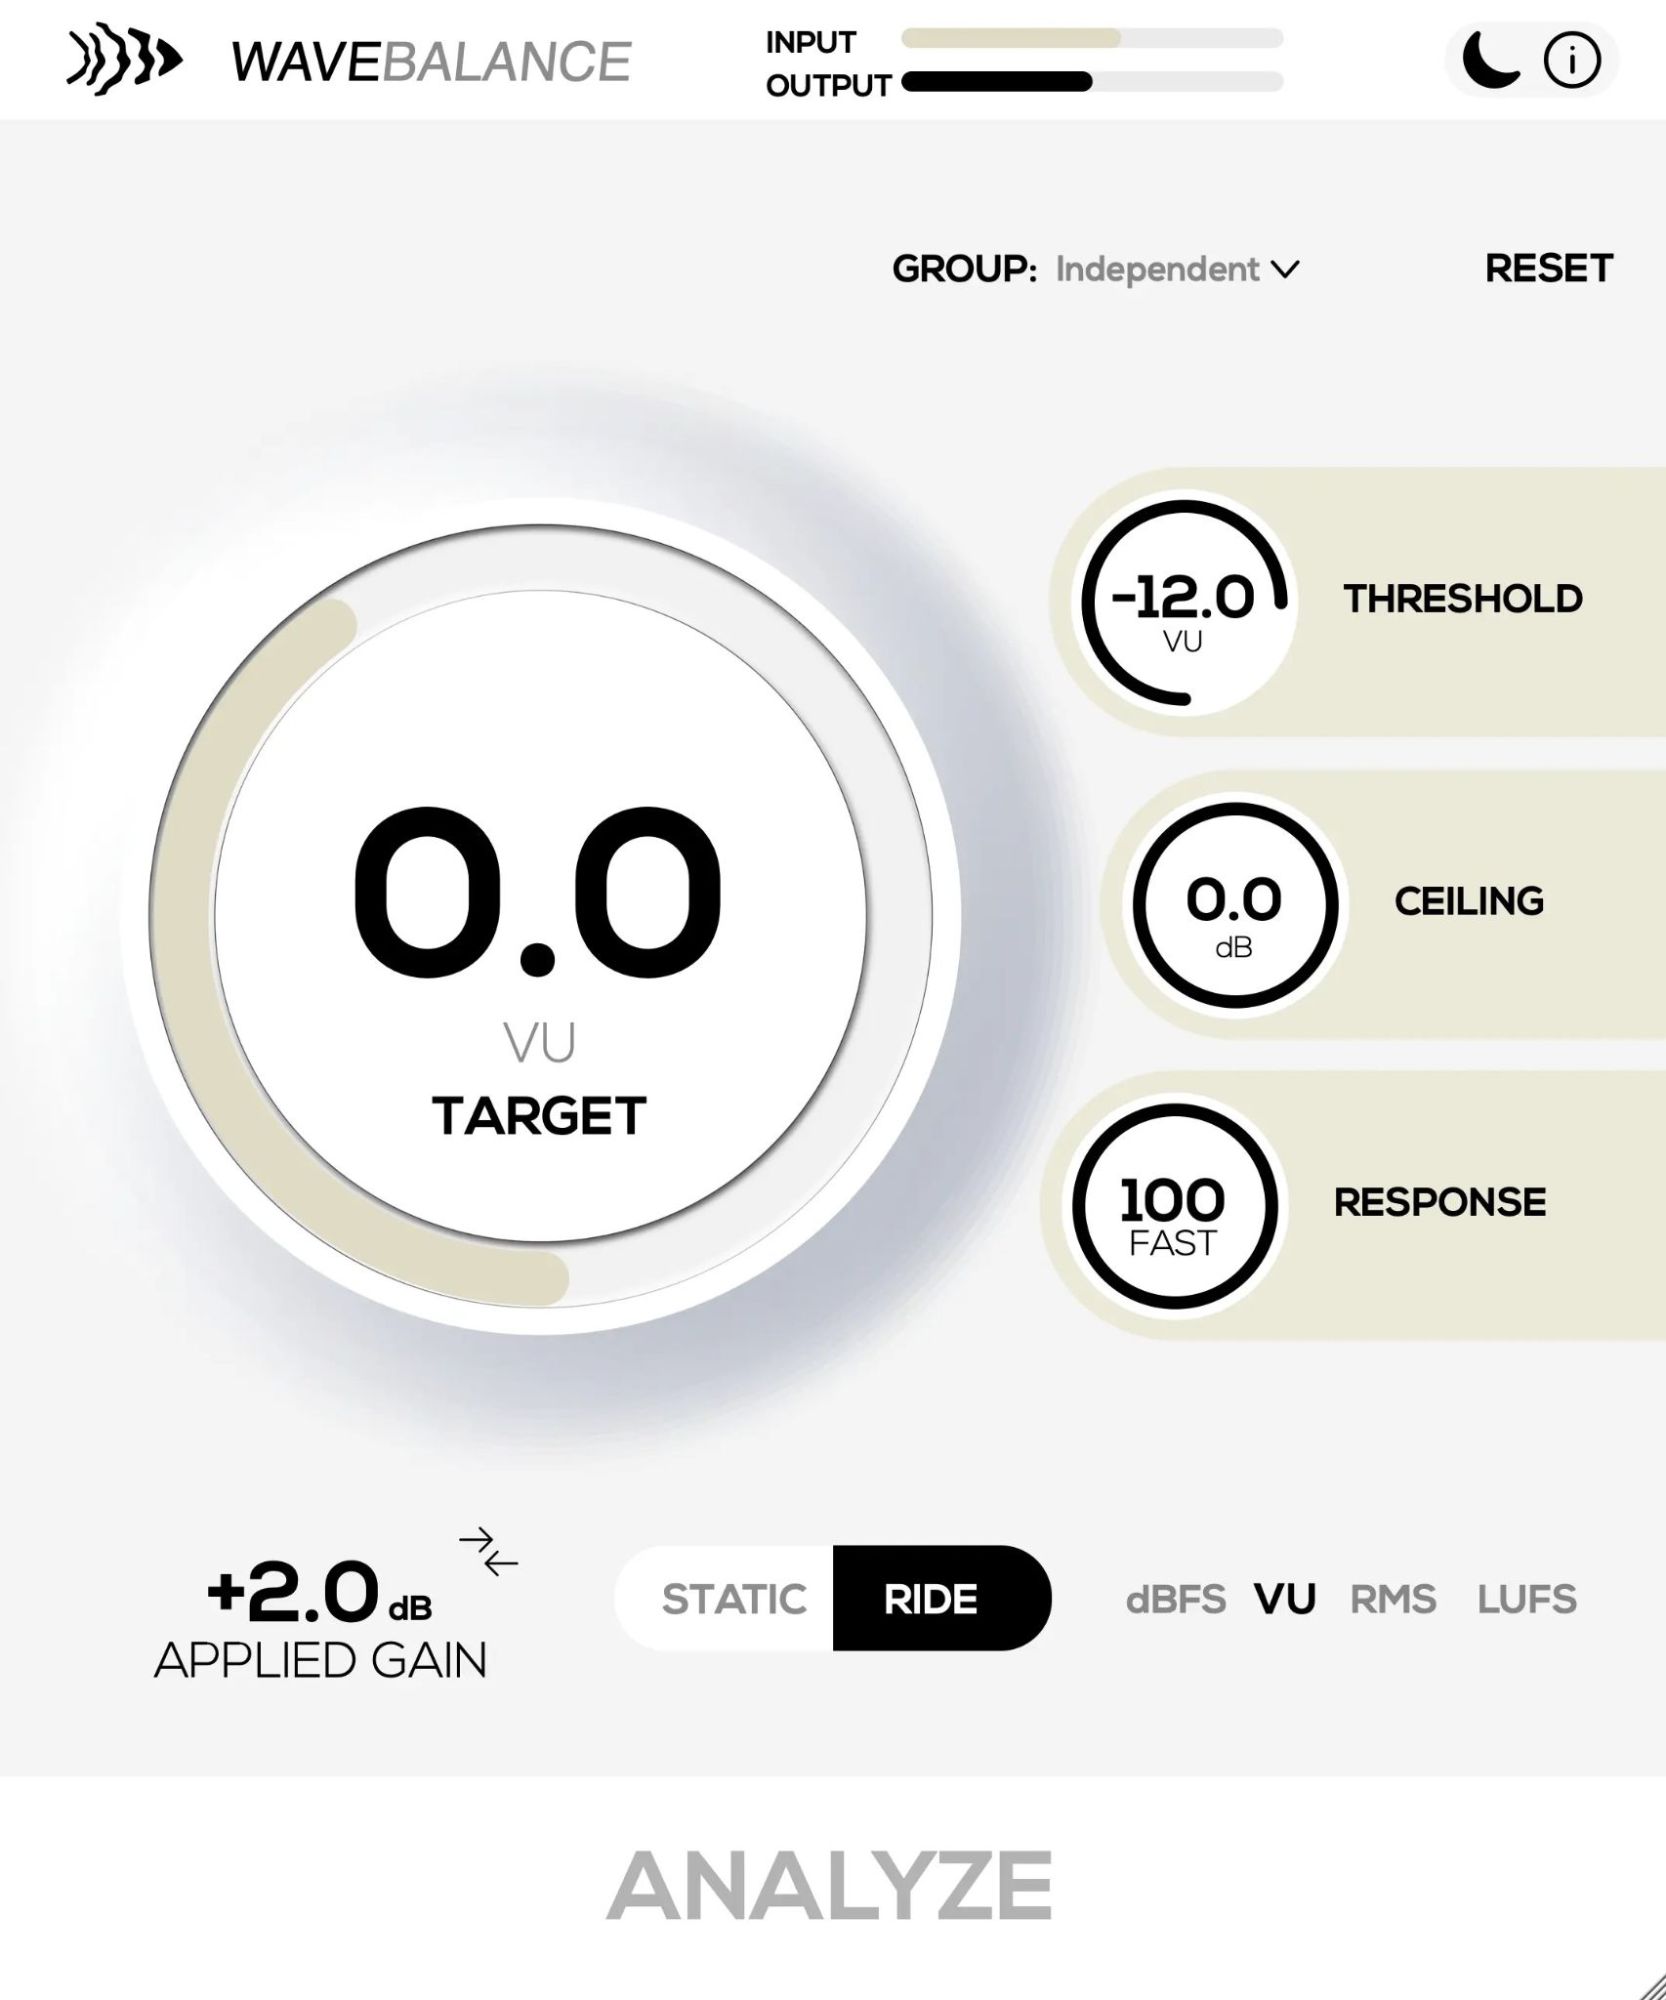 WAVEBALANCE
INPUT
OUTPUT
GROUP: Independent
RESET
0.0
VU
TARGET
-12.0
VU
THRESHOLD
0.0
dB
CEILING
100
FAST
RESPONSE
+2.0 dB
APPLIED GAIN
STATIC RIDE
dBFS VU RMS LUFS
ANALYZE